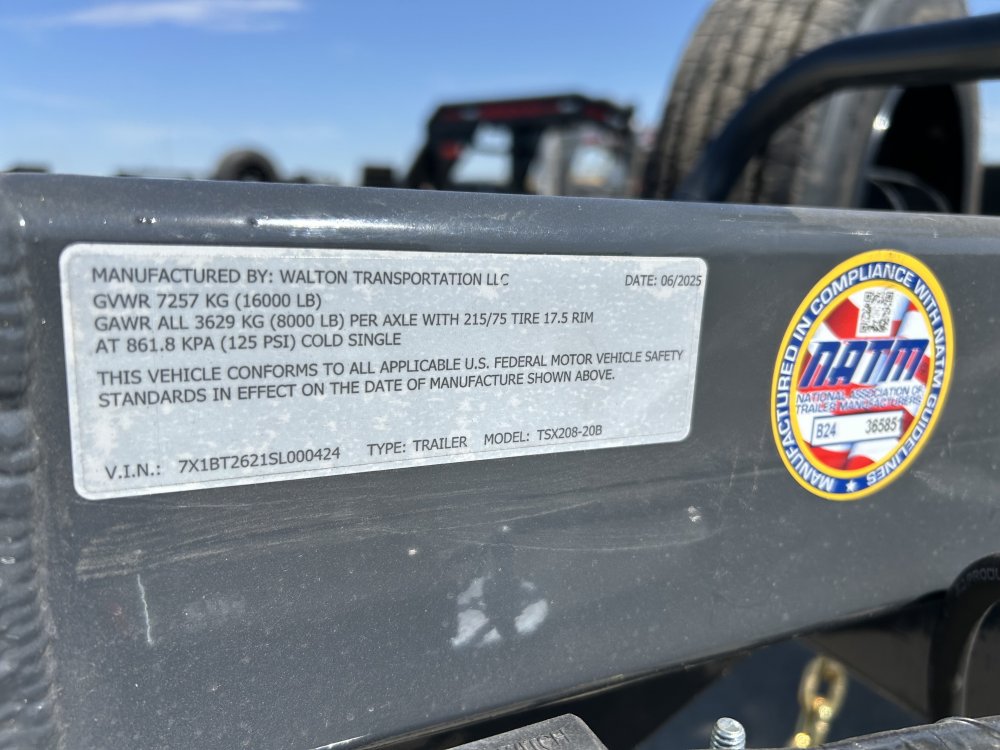 MANUFACTURED BY: WALTON TRANSPORTATION LLC DATE: 06/2025
GVWR 7257 KG (16000 LB)
GAWR ALL 3629 KG (8000 LB) PER AXLE WITH 215/75 TIRE 17.5 RIM
AT 861.8 KPA (125 PSI) COLD SINGLE
THIS VEHICLE CONFORMS TO ALL APPLICABLE U.S. FEDERAL MOTOR VEHICLE SAFETY
STANDARDS IN EFFECT ON THE DATE OF MANUFACTURE SHOWN ABOVE.
V.I.N.: 7X1BT2621SL000424 TYPE: TRAILER MODEL: TSX208-20B
MANUFACTURED IN COMPLIANCE WITH NATM GUIDELINES
NATM
NATIONAL ASSOCIATION OF
TRAILER MANUFACTURERS
B24 365851